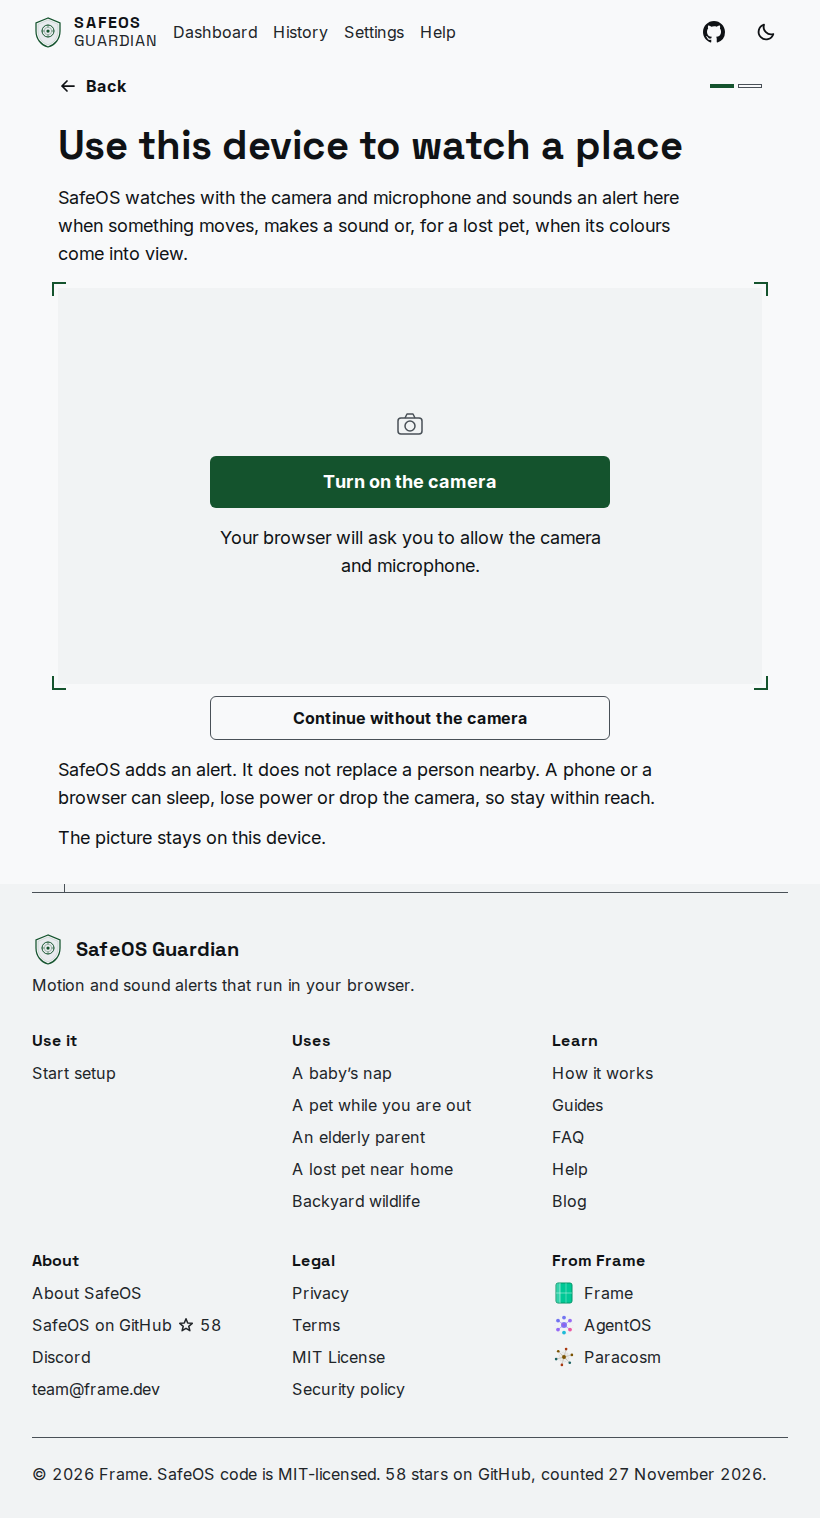 SAFEOS
GUARDIAN
Dashboard
History
Settings
Help
Back
Use this device to watch a place
SafeOS watches with the camera and microphone and sounds an alert here
when something moves, makes a sound or, for a lost pet, when its colours
come into view.
Turn on the camera
Your browser will ask you to allow the camera
and microphone.
Continue without the camera
SafeOS adds an alert. It does not replace a person nearby. A phone or a
browser can sleep, lose power or drop the camera, so stay within reach.
The picture stays on this device.
SafeOS Guardian
Motion and sound alerts that run in your browser.
Use it
Start setup
Uses
A baby’s nap
A pet while you are out
An elderly parent
A lost pet near home
Backyard wildlife
Learn
How it works
Guides
FAQ
Help
Blog
About
About SafeOS
SafeOS on GitHub 58
Discord
team@frame.dev
Legal
Privacy
Terms
MIT License
Security policy
From Frame
Frame
AgentOS
Paracosm
© 2026 Frame. SafeOS code is MIT-licensed. 58 stars on GitHub, counted 27 November 2026.